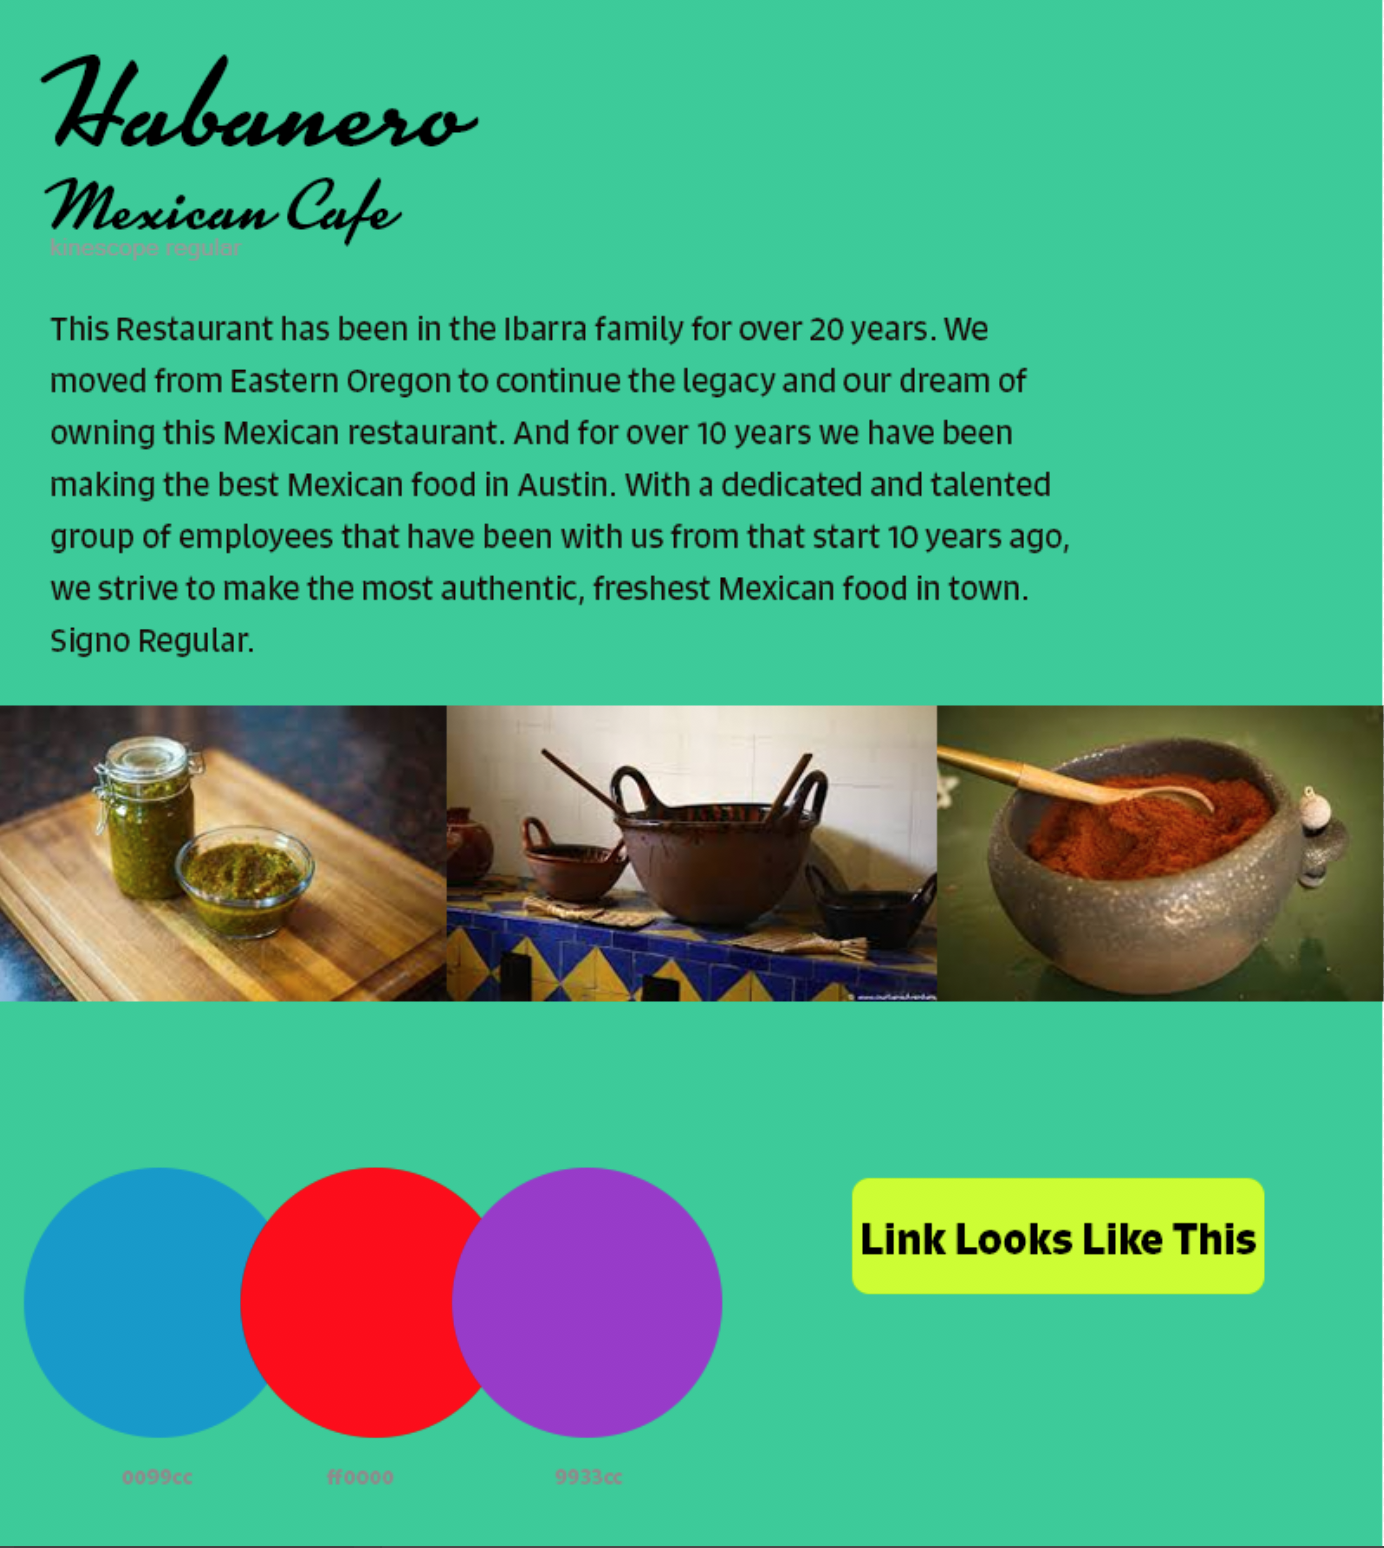 Habanero
Mexican Cafe
kinescope regular
This Restaurant has been in the Ibarra family for over 20 years. We
moved from Eastern Oregon to continue the legacy and our dream of
owning this Mexican restaurant. And for over 10 years we have been
making the best Mexican food in Austin. With a dedicated and talented
group of employees that have been with us from that start 10 years ago,
we strive to make the most authentic, freshest Mexican food in town.
Signo Regular.
Link Looks Like This
0099cc ff0000 9933cc